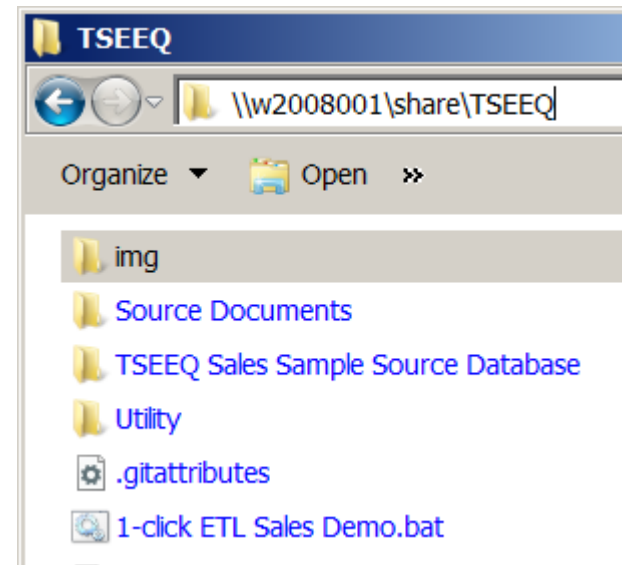 TSEEQ
\\w2008001\share\TSEEQ
Organize Open »
img
Source Documents
TSEEQ Sales Sample Source Database
Utility
.gitattributes
1-click ETL Sales Demo.bat